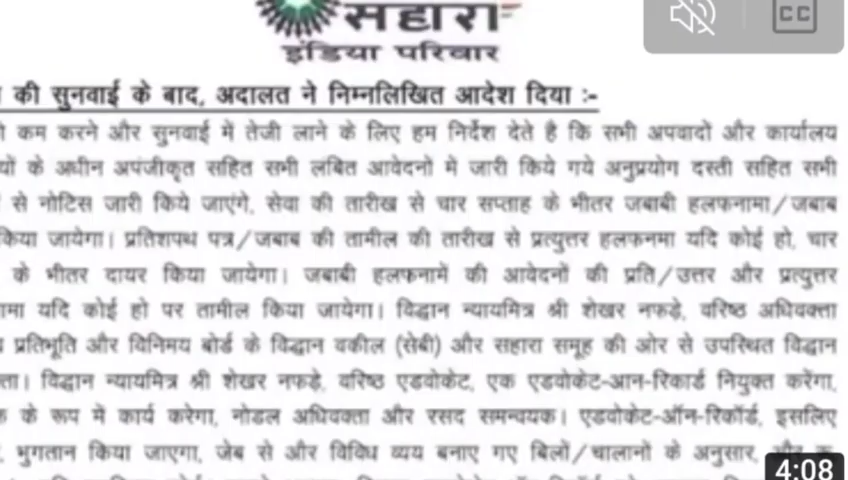 सहारा
CC
इंडिया परिवार
की सुनवाई के बाद, अदालत ने निम्नलिखित आदेश दिया :-
कम करने और सुनवाई में तेजी लाने के लिए हम निर्देश देते है कि सभी अपवादों और कार्यालय
यों के अधीन अपंजीकृत सहित सभी लंबित आवेदनो में जारी किये गये अनुप्रयोग दस्ती सहित सभी
से नोटिस जारी किये जाएंगे, सेवा की तारीख से चार सप्ताह के भीतर जबाबी हलफनामा/जबाब
किया जायेगा। प्रतिशपथ पत्र/जबाब की तामील की तारीख से प्रत्युत्तर हलफनमा यदि कोई हो, चार
के भीतर दायर किया जायेगा। जबाबी हलफनामें की आवेदनों की प्रति/उत्तर और प्रत्युत्तर
ामा यदि कोई हो पर तामील किया जायेगा। विद्वान न्यायमित्र श्री शेखर नफड़े, वरिष्ठ अधिवक्ता
प्रतिभूति और विनिमय बोर्ड के विद्वान वकील (सेबी) और सहारा समूह की ओर से उपस्थित विद्वान
ता। विद्वान न्यायमित्र श्री शेखर नफड़े, वरिष्ठ एडवोकेट, एक एडवोकेट-आन-रिकार्ड नियुक्त करेंगा,
क के रूप में कार्य करेगा, नोडल अधिवक्ता और रसद समन्वयक। एडवोकेट-ऑन-रिकॉर्ड, इसलिए
भुगतान किया जाएगा, जेब से और विविध व्यय बनाए गए बिलों/चालानों के अनुसार,
4:08